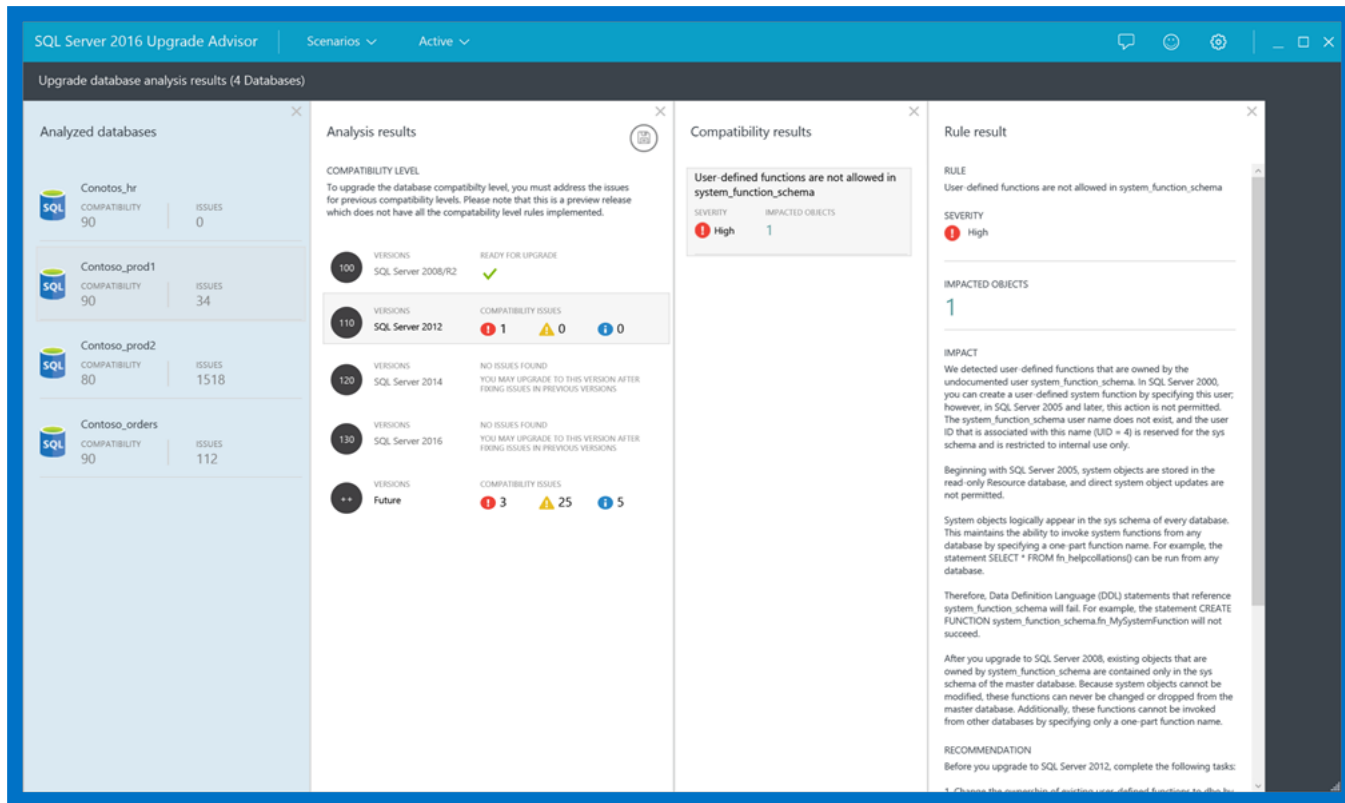 SQL Server 2016 Upgrade Advisor
Scenarios
Active
Upgrade database analysis results (4 Databases)
Analyzed databases
SQL
Conotos_hr
COMPATIBILITY
ISSUES
90
0
SQL
Contoso_prod1
COMPATIBILITY
ISSUES
90
34
SQL
Contoso_prod2
COMPATIBILITY
ISSUES
80
1518
SQL
Contoso_orders
COMPATIBILITY
ISSUES
90
112
Analysis results
COMPATIBILITY LEVEL
To upgrade the database compatibilty level, you must address the issues
for previous compatibility levels. Please note that this is a preview release
which does not have all the compatability level rules implemented.
100
VERSIONS
SQL Server 2008/R2
READY FOR UPGRADE
110
VERSIONS
SQL Server 2012
COMPATIBILITY ISSUES
1
0
0
120
VERSIONS
SQL Server 2014
NO ISSUES FOUND
YOU MAY UPGRADE TO THIS VERSION AFTER
FIXING ISSUES IN PREVIOUS VERSIONS
130
VERSIONS
SQL Server 2016
NO ISSUES FOUND
YOU MAY UPGRADE TO THIS VERSION AFTER
FIXING ISSUES IN PREVIOUS VERSIONS
++
VERSIONS
Future
COMPATIBILITY ISSUES
3
25
5
Compatibility results
User-defined functions are not allowed in
system_function_schema
SEVERITY
IMPACTED OBJECTS
High
1
Rule result
RULE
User-defined functions are not allowed in system_function_schema
SEVERITY
High
IMPACTED OBJECTS
1
IMPACT
We detected user-defined functions that are owned by the
undocumented user system_function_schema. In SQL Server 2000,
you can create a user-defined system function by specifying this user;
however, in SQL Server 2005 and later, this action is not permitted.
The system_function_schema user name does not exist, and the user
ID that is associated with this name (UID = 4) is reserved for the sys
schema and is restricted to internal use only.
Beginning with SQL Server 2005, system objects are stored in the
read-only Resource database, and direct system object updates are
not permitted.
System objects logically appear in the sys schema of every database.
This maintains the ability to invoke system functions from any
database by specifying a one-part function name. For example, the
statement SELECT * FROM fn_helpcollations() can be run from any
database.
Therefore, Data Definition Language (DDL) statements that reference
system_function_schema will fail. For example, the statement CREATE
FUNCTION system_function_schema.fn_MySystemFunction will not
succeed.
After you upgrade to SQL Server 2008, existing objects that are
owned by system_function_schema are contained only in the sys
schema of the master database. Because system objects cannot be
modified, these functions can never be changed or dropped from the
master database. Additionally, these functions cannot be invoked
from other databases by specifying only a one-part function name.
RECOMMENDATION
Before you upgrade to SQL Server 2012, complete the following tasks:
1. Change the ownership of existing user-defined functions to dbo by